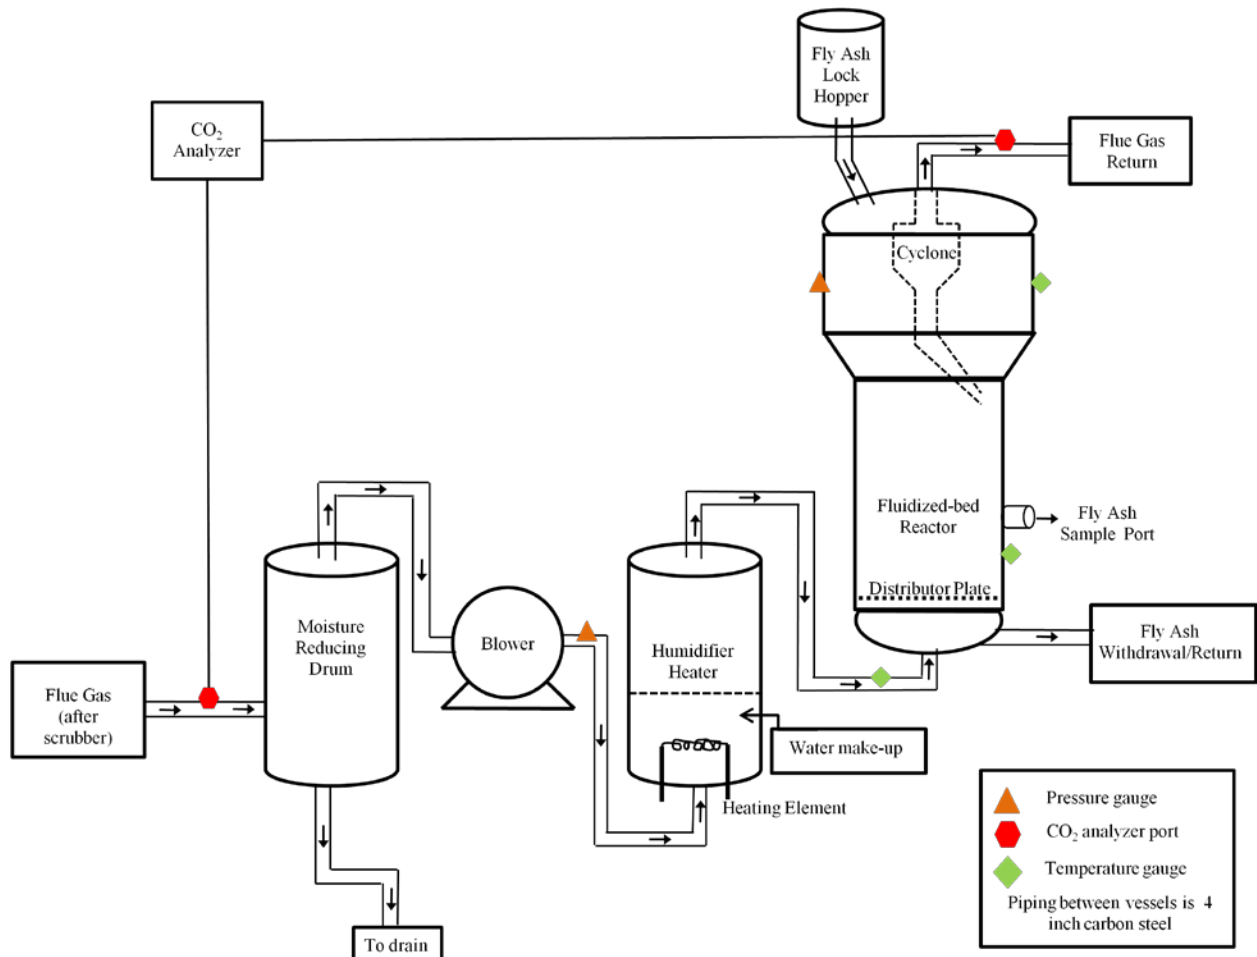 Fly Ash
Lock
Hopper
CO₂
Analyzer
Flue Gas
Return
Cyclone
Fluidized-bed
Reactor
Fly Ash
Sample Port
Distributor Plate
Moisture
Reducing
Drum
Blower
Humidifier
Heater
Fly Ash
Withdrawal/Return
Flue Gas
(after
scrubber)
Water make-up
Heating Element
To drain
Pressure gauge
CO₂ analyzer port
Temperature gauge
Piping between vessels is 4
inch carbon steel